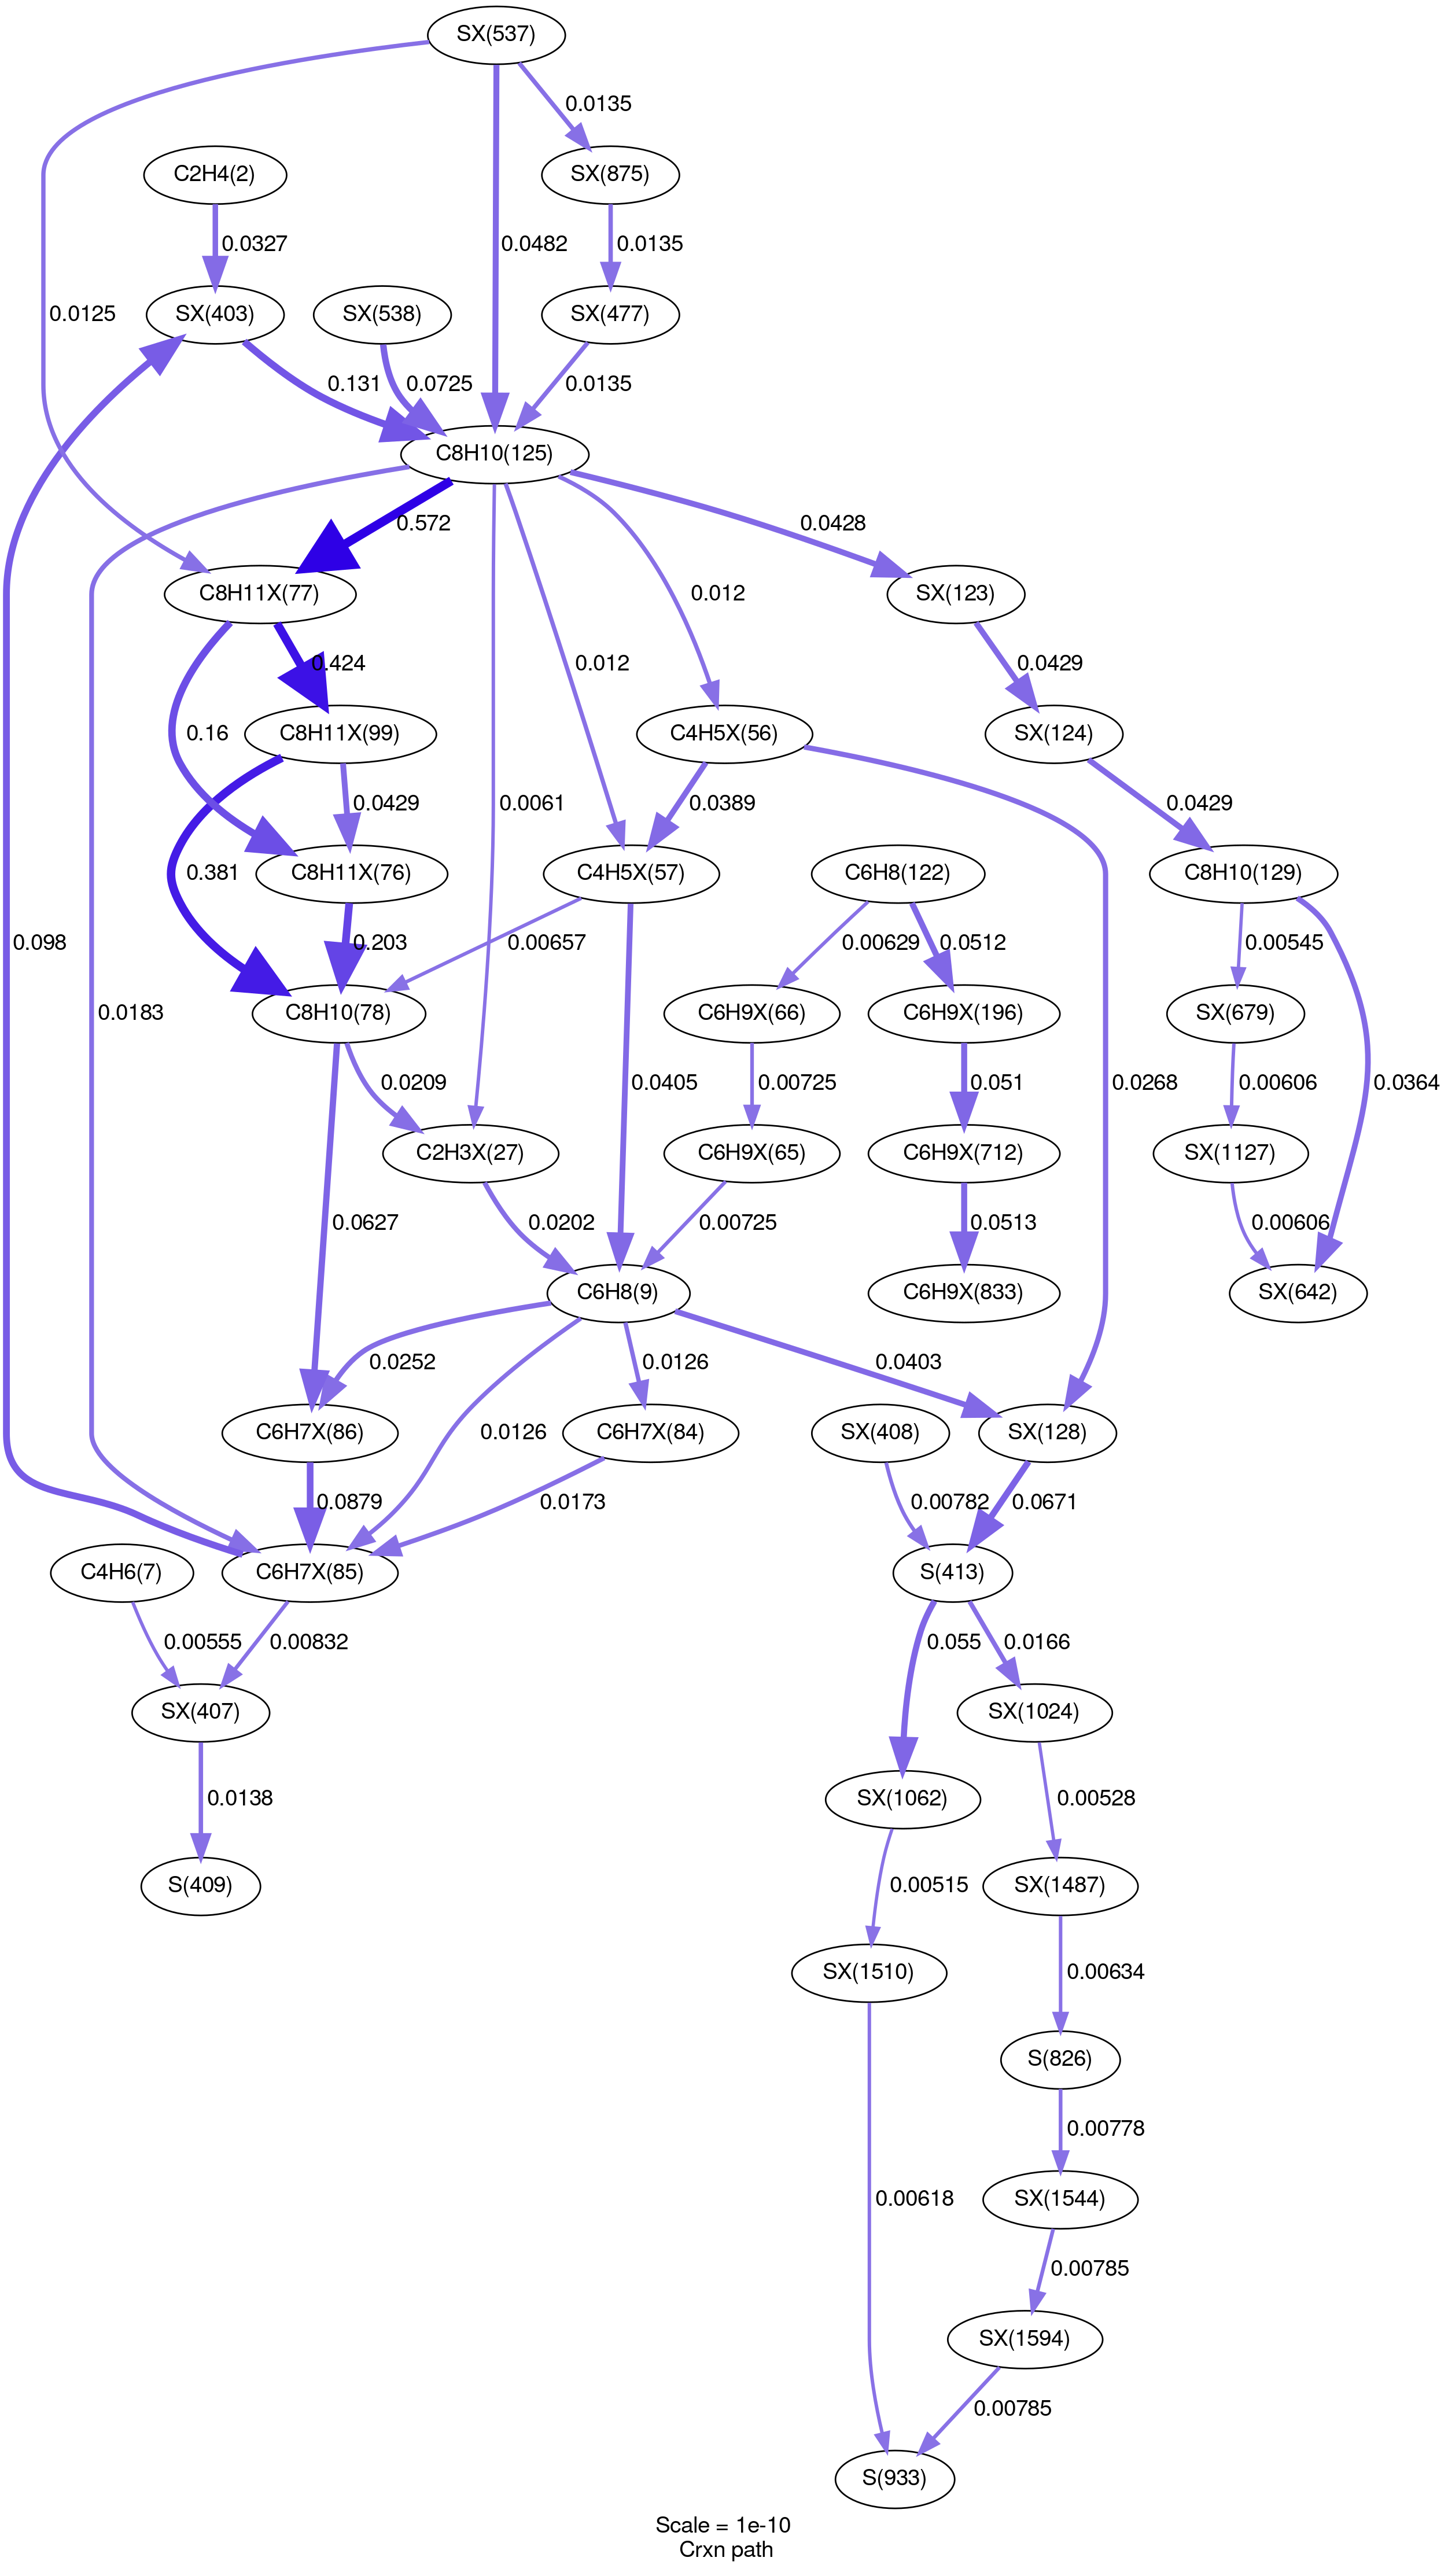 SX(537)
0.0135
C2H4(2)
SX(875)
0.0327
0.0482
0.0135
0.0125
SX(403)
SX(538)
SX(477)
0.131
0.0725
0.0135
C8H10(125)
0.572
0.0428
C8H11X(77)
0.012
SX(123)
0.424
0.012
0.0429
0.16
C8H11X(99)
C4H5X(56)
SX(124)
0.0429
0.0061
0.0389
0.0429
0.381
C8H11X(76)
C4H5X(57)
C6H8(122)
C8H10(129)
0.098
0.203
0.00657
0.00629
0.0512
0.00545
0.0183
C8H10(78)
C6H9X(66)
C6H9X(196)
SX(679)
0.0209
0.0405
0.00725
0.051
0.0268
0.00606
0.0364
C2H3X(27)
C6H9X(65)
C6H9X(712)
SX(1127)
0.0627
0.0202
0.00725
0.0513
0.00606
C6H8(9)
C6H9X(833)
SX(642)
0.0252
0.0126
0.0403
C6H7X(86)
0.0126
C6H7X(84)
SX(408)
SX(128)
0.0879
0.0173
0.00782
0.0671
C4H6(7)
C6H7X(85)
S(413)
0.00555
0.00832
0.055
0.0166
SX(407)
SX(1024)
0.0138
SX(1062)
0.00528
S(409)
0.00515
SX(1487)
SX(1510)
0.00634
S(826)
0.00778
0.00618
SX(1544)
0.00785
SX(1594)
0.00785
S(933)
Scale = 1e-10
Crxn path